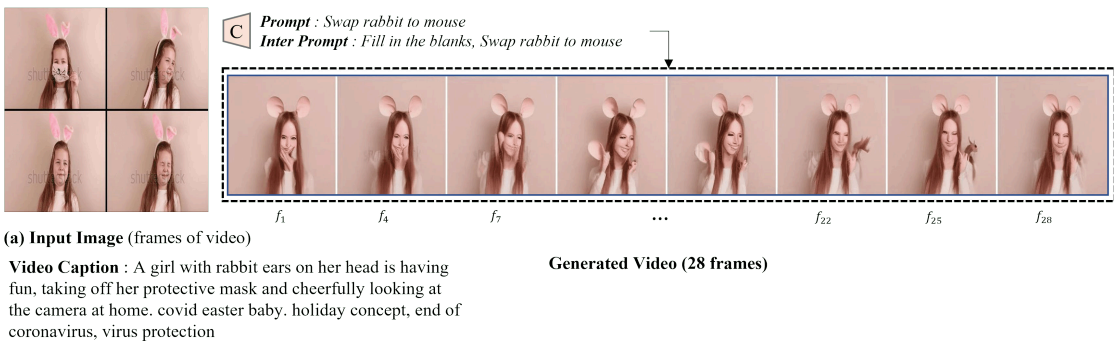 C
Prompt : Swap rabbit to mouse
Inter Prompt : Fill in the blanks, Swap rabbit to mouse
f1 f4 f7 ... f22 f25 f28
(a) Input Image (frames of video)
Video Caption : A girl with rabbit ears on her head is having
fun, taking off her protective mask and cheerfully looking at
the camera at home. covid easter baby. holiday concept, end of
coronavirus, virus protection
Generated Video (28 frames)